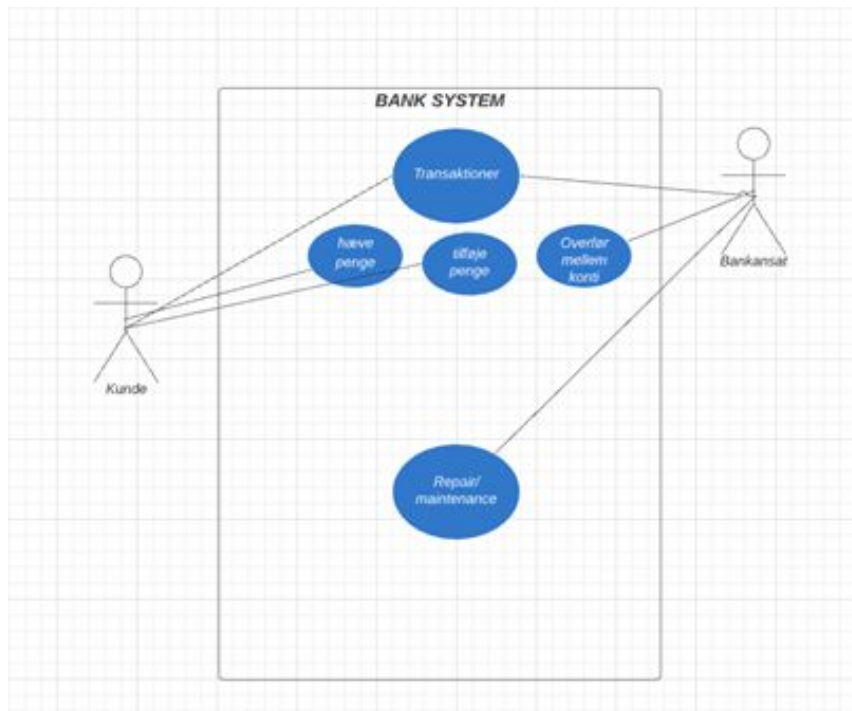 BANK SYSTEM
Transaktioner
hæve
penge
tilføje
penge
Overfør
mellem
konti
Bankansat
Kunde
Repair/
maintenance